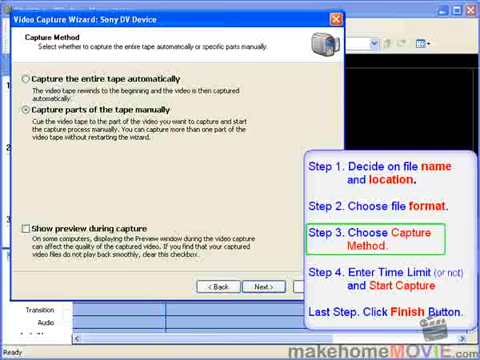 Video Capture Wizard: Sony DV Device
Capture Method
Select whether to capture the entire tape automatically or specific parts manually.
Capture the entire tape automatically
The video tape rewinds to the beginning and the video is then captured
automatically.
Capture parts of the tape manually
Cue the video tape to the part of the video you want to capture and start
the capture process manually. You can capture more than one part of the
video tape without restarting the wizard.
Step 1. Decide on file name
and location.
Step 2. Choose file format.
Step 3. Choose Capture
Method.
Step 4. Enter Time Limit (or not)
and Start Capture
Last Step. Click Finish Button.
Show preview during capture
On some computers, displaying the Preview window during the video capture
can affect the quality of the captured video. If you find that your captured
video files do not play back smoothly, clear this checkbox.
< Back
Next >
Transition
Audio
Ready
makehomeMOVIE.com